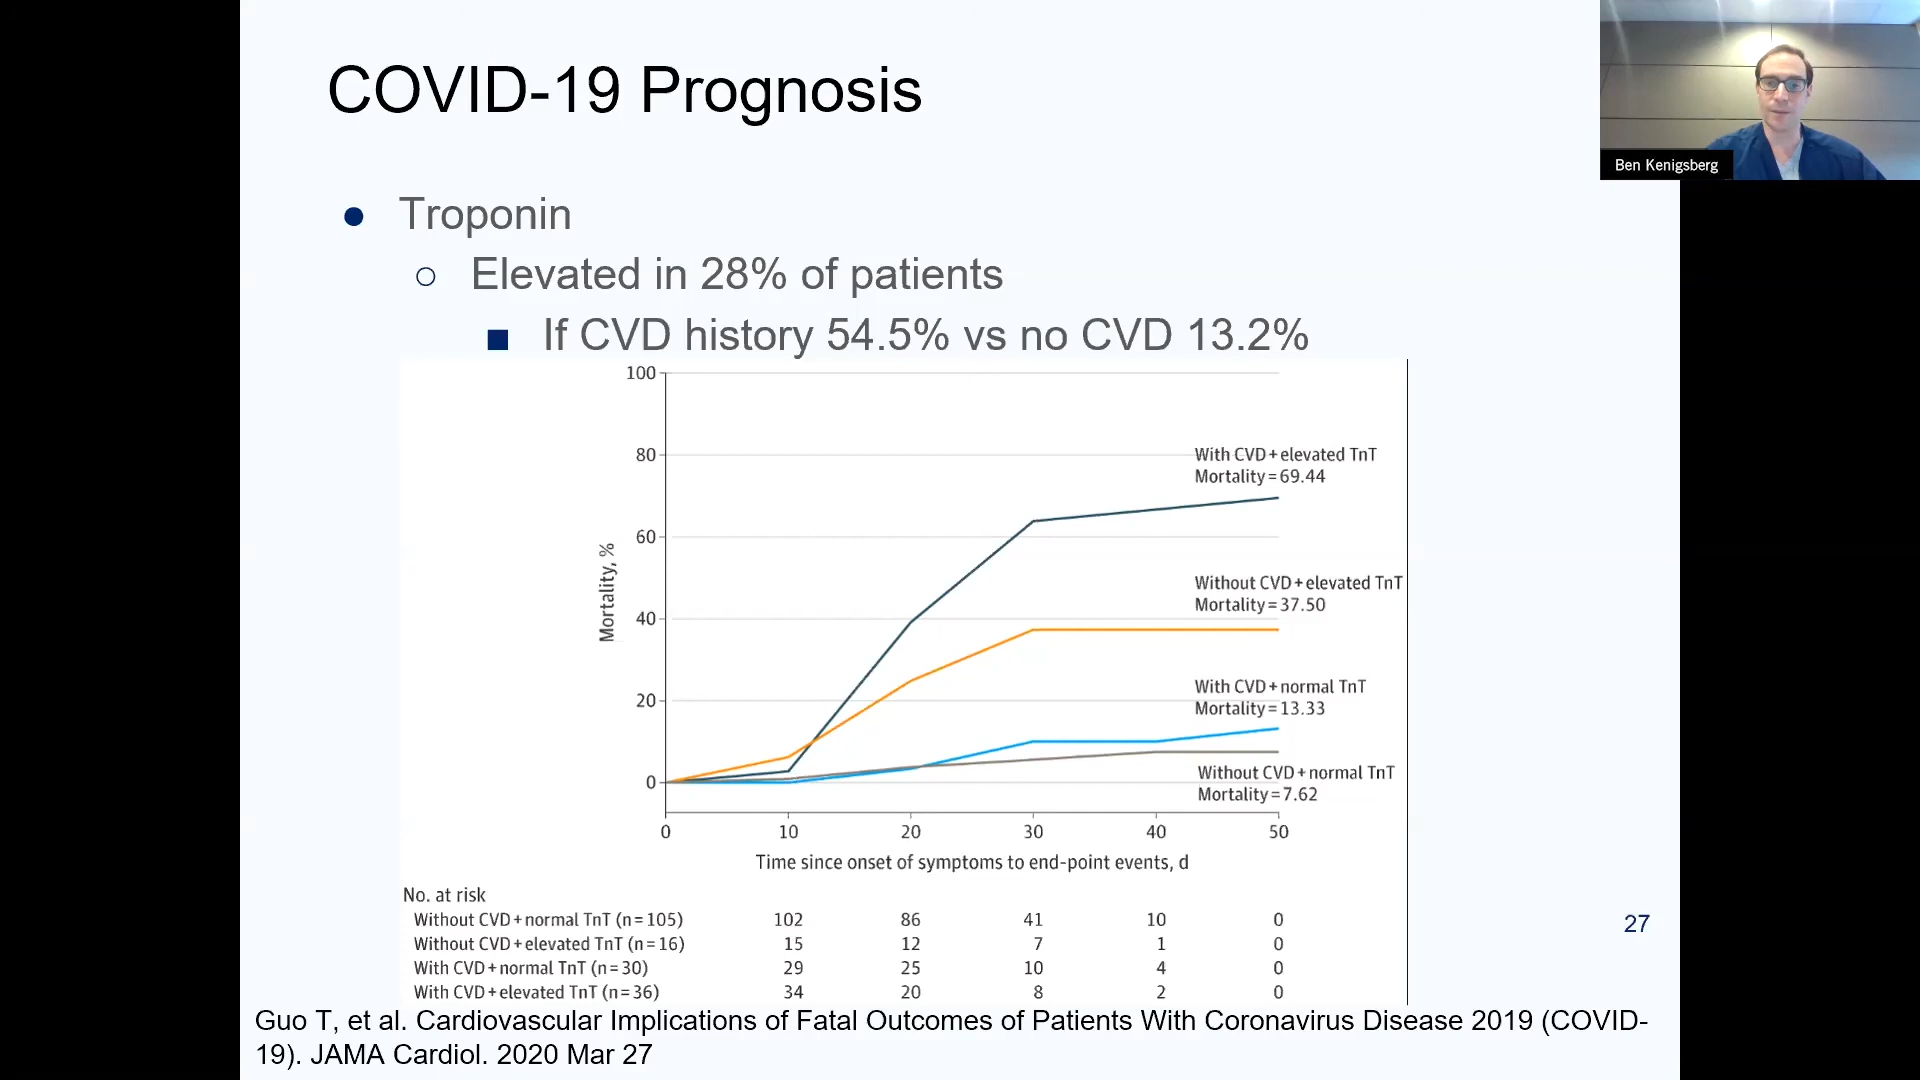 COVID-19 Prognosis
Ben Kenigsberg
Troponin
Elevated in 28% of patients
If CVD history 54.5% vs no CVD 13.2%
100
80
60
40
20
0
Mortality, %
With CVD+elevated TnT
Mortality=69.44
Without CVD+elevated TnT
Mortality=37.50
With CVD+normal TnT
Mortality=13.33
Without CVD+normal TnT
Mortality=7.62
0 10 20 30 40 50
Time since onset of symptoms to end-point events, d
No. at risk
Without CVD+normal TnT (n=105) 102 86 41 10 0
Without CVD+elevated TnT (n=16) 15 12 7 1 0
With CVD+normal TnT (n=30) 29 25 10 4 0
With CVD+elevated TnT (n=36) 34 20 8 2 0
27
Guo T, et al. Cardiovascular Implications of Fatal Outcomes of Patients With Coronavirus Disease 2019 (COVID-
19). JAMA Cardiol. 2020 Mar 27